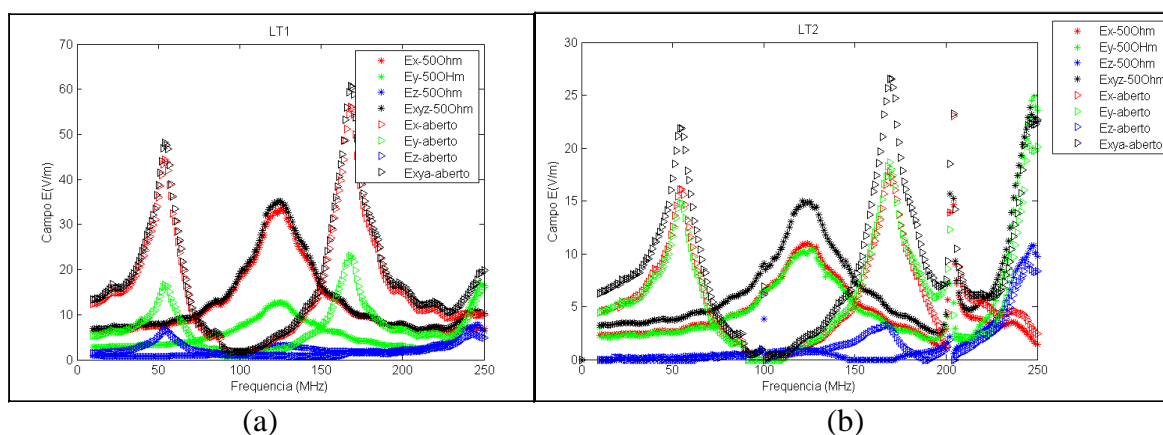 LT1
70
60
50
40
30
20
10
0
Campo E(V/m)
0
50
100
150
200
250
Frequencia (MHz)
Ex-50Ohm
Ey-50OHm
Ez-50Ohm
Exyz-50Ohm
Ex-aberto
Ey-aberto
Ez-aberto
Exya-aberto
(a)
LT2
30
25
20
15
10
5
0
Campo E(V/m)
0
50
100
150
200
250
Frequencia (MHz)
Ex-50Ohm
Ey-50OHm
Ez-50Ohm
Exyz-50Ohm
Ex-aberto
Ey-aberto
Ez-aberto
Exya-aberto
(b)